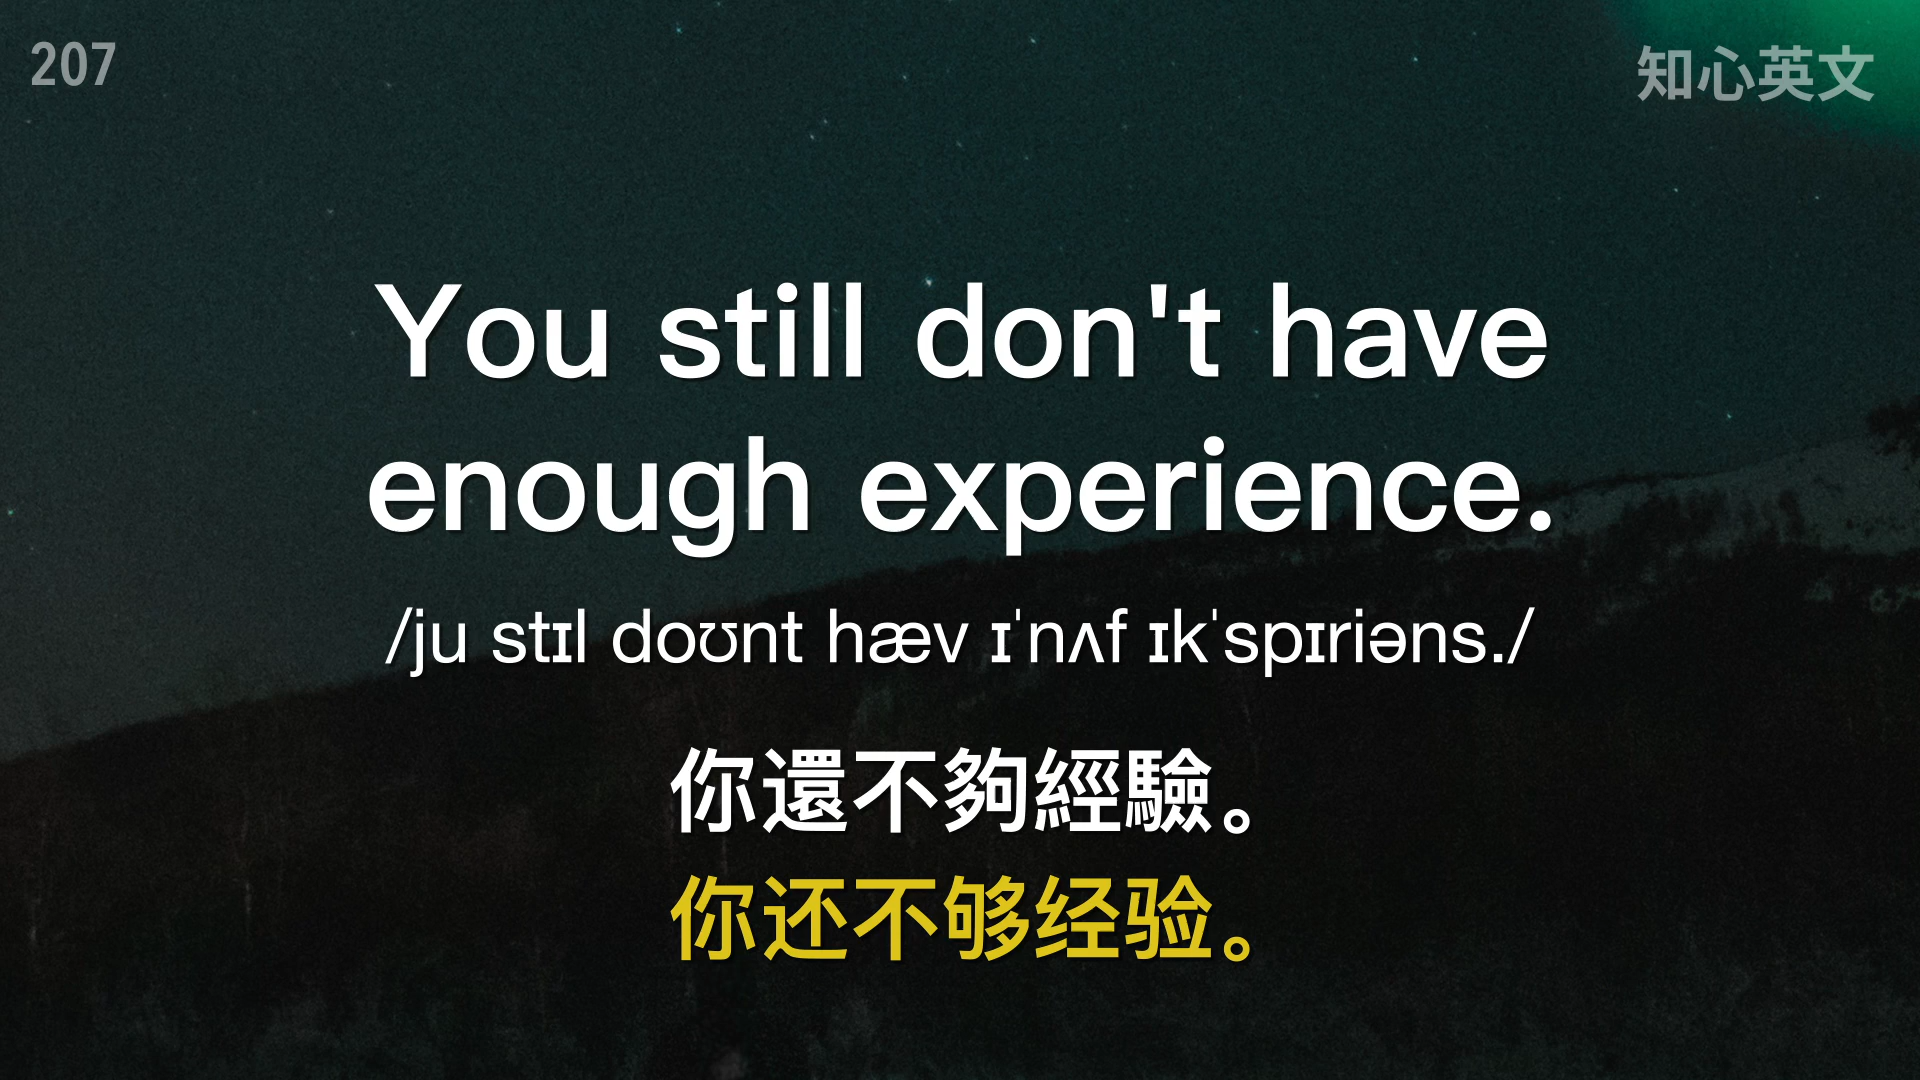 207
知心英文
You still don't have
enough experience.
/ju stɪl doʊnt hæv ɪˈnʌf ɪkˈspɪriəns./
你還不夠經驗。
你还不够经验。